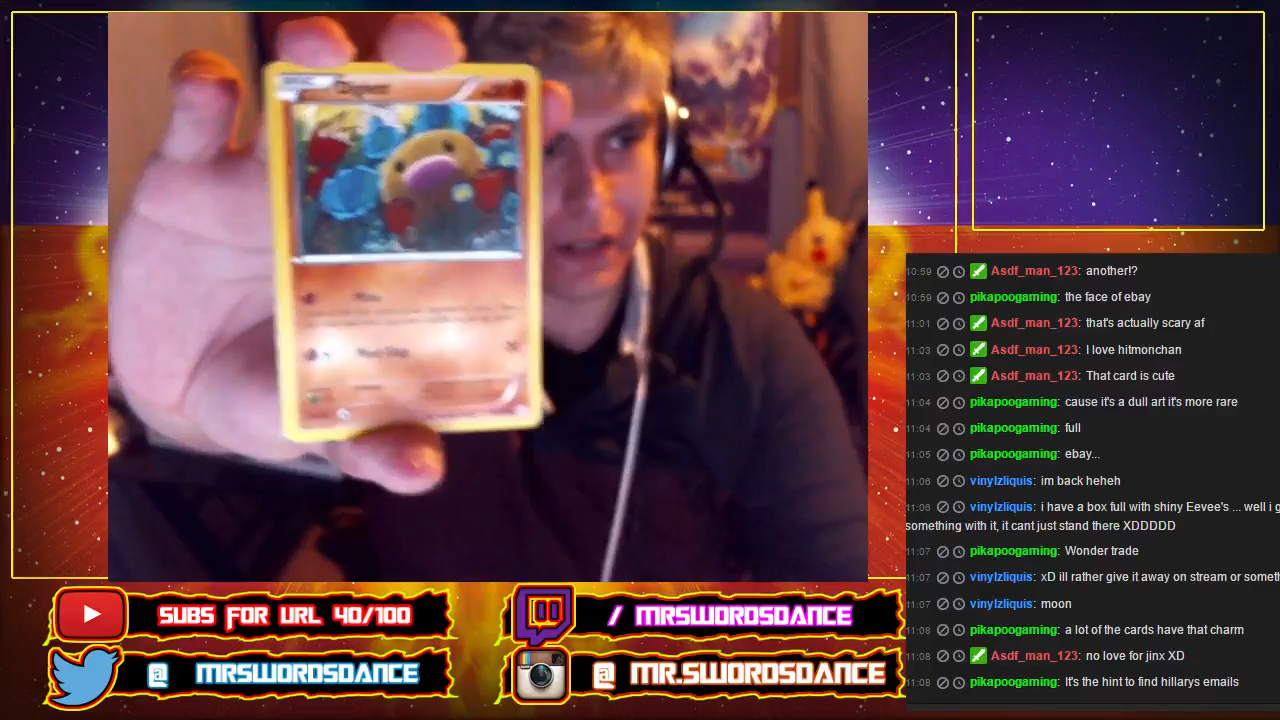 Diglett
10:59 Asdf_man_123: another!?
10:59 pikapoogaming: the face of ebay
11:01 Asdf_man_123: that's actually scary af
11:03 Asdf_man_123: I love hitmonchan
11:03 Asdf_man_123: That card is cute
11:04 pikapoogaming: cause it's a dull art it's more rare
11:04 pikapoogaming: full
11:05 pikapoogaming: ebay...
11:06 vinylzliquis: im back heheh
11:06 vinylzliquis: i have a box full with shiny Eevee's ... well i g
something with it, it cant just stand there XDDDDD
11:07 pikapoogaming: Wonder trade
11:07 vinylzliquis: xD ill rather give it away on stream or someth
11:07 vinylzliquis: moon
11:08 pikapoogaming: a lot of the cards have that charm
11:08 Asdf_man_123: no love for jinx XD
11:08 pikapoogaming: It's the hint to find hillarys emails
SUBS FOR URL 40/100
/ MRSWORDSDANCE
@ MRSWORDSDANCE
@ MR.SWORDSDANCE